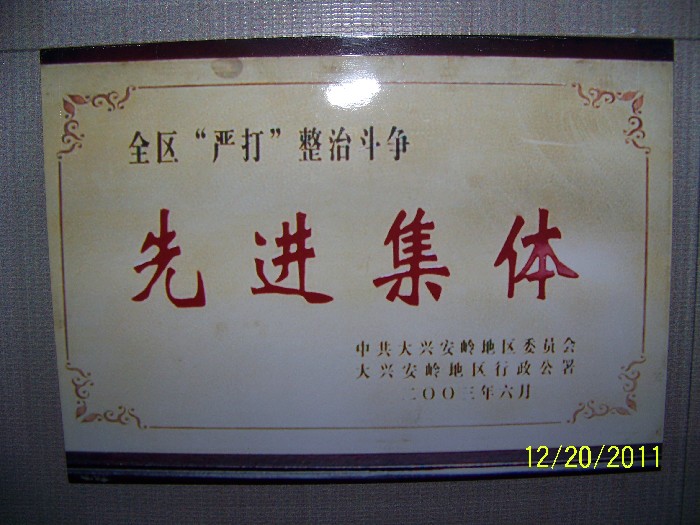 全区“严打”整治斗争
先进集体
中共大兴安岭地区委员会
大兴安岭地区行政公署
二〇〇三年六月
12/20/2011